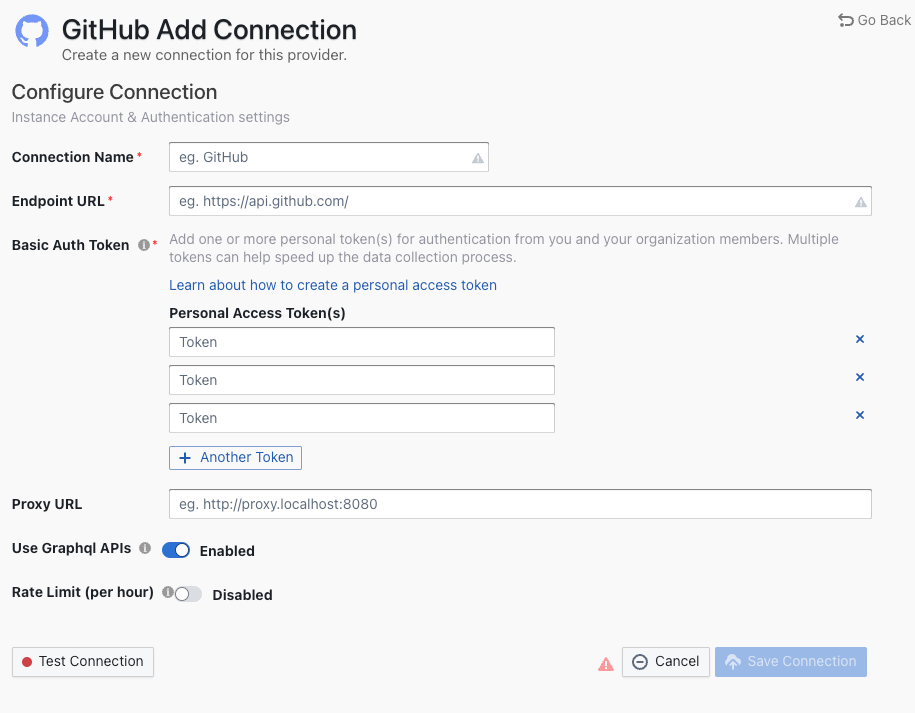 GitHub Add Connection
Go Back
Create a new connection for this provider.
Configure Connection
Instance Account & Authentication settings
Connection Name *
eg. GitHub
Endpoint URL *
eg. https://api.github.com/
Basic Auth Token *
Add one or more personal token(s) for authentication from you and your organization members. Multiple
tokens can help speed up the data collection process.
Learn about how to create a personal access token
Personal Access Token(s)
Token
Token
Token
Another Token
Proxy URL
eg. http://proxy.localhost:8080
Use Graphql APIs
Enabled
Rate Limit (per hour)
Disabled
Test Connection
Cancel
Save Connection